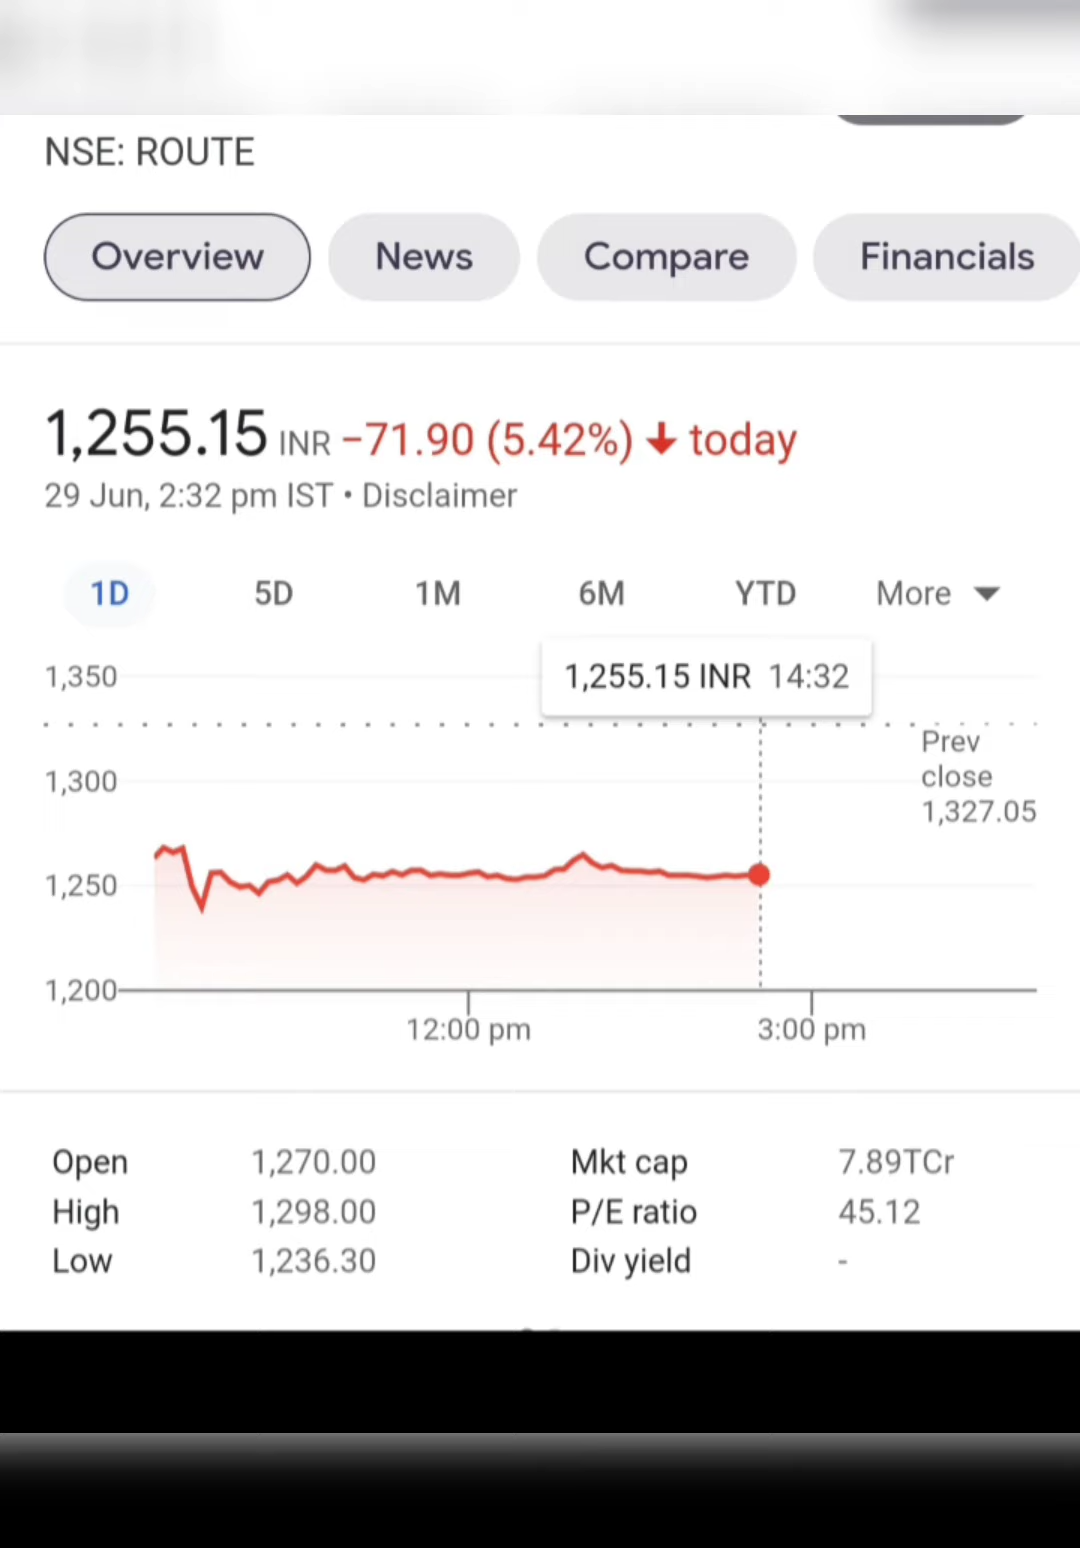 NSE: ROUTE
Overview News Compare Financials
1,255.15 INR −71.90 (5.42%) ↓ today
29 Jun, 2:32 pm IST • Disclaimer
1D 5D 1M 6M YTD More
1,255.15 INR 14:32
1,350
Prev
close
1,327.05
1,300
1,250
1,200
12:00 pm 3:00 pm
Open 1,270.00 Mkt cap 7.89TCr
High 1,298.00 P/E ratio 45.12
Low 1,236.30 Div yield -